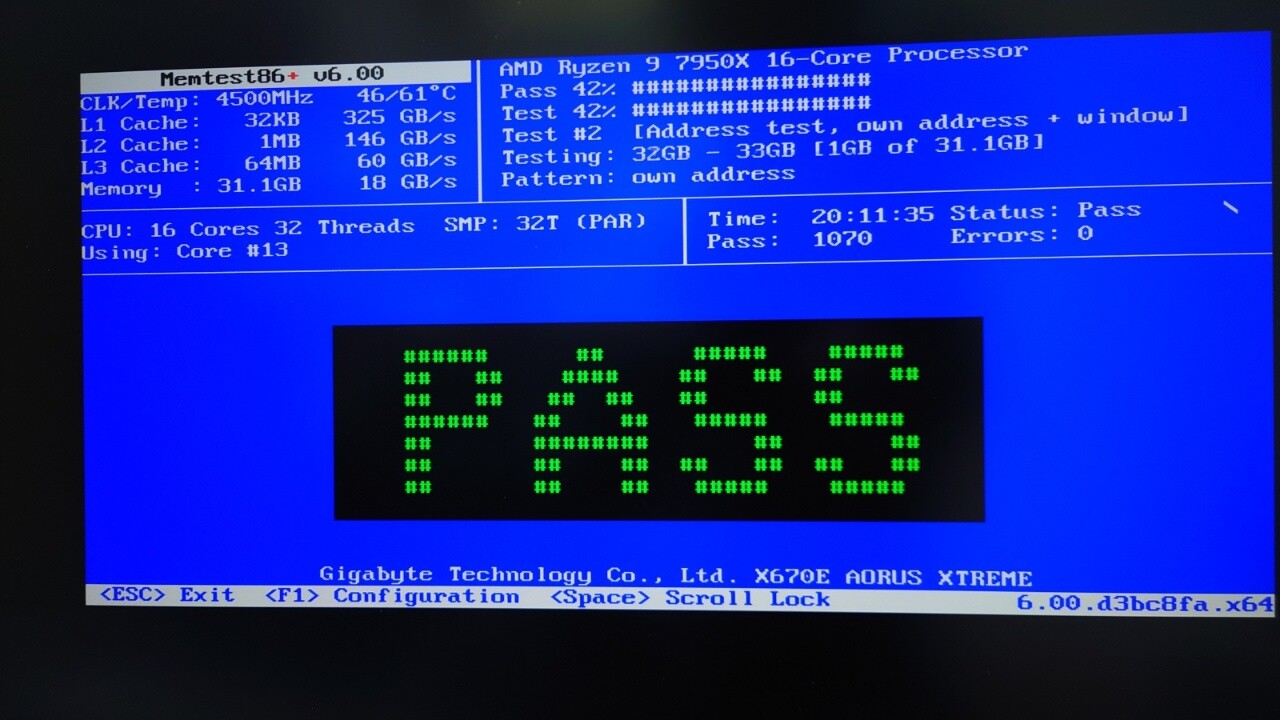 Memtest86+ v6.00
CLK/Temp: 4500MHz 46/61°C
L1 Cache: 32KB 325 GB/s
L2 Cache: 1MB 146 GB/s
L3 Cache: 64MB 60 GB/s
Memory : 31.1GB 18 GB/s
AMD Ryzen 9 7950X 16-Core Processor
Pass 42% ################
Test 42% ################
Test #2 [Address test, own address + window]
Testing: 32GB - 33GB [1GB of 31.1GB]
Pattern: own address
CPU: 16 Cores 32 Threads SMP: 32T (PAR)
Using: Core #13
Time: 20:11:35 Status: Pass \
Pass: 1070 Errors: 0
PASS
Gigabyte Technology Co., Ltd. X670E AORUS XTREME
<ESC> Exit <F1> Configuration <Space> Scroll Lock 6.00.d3bc8fa.x64